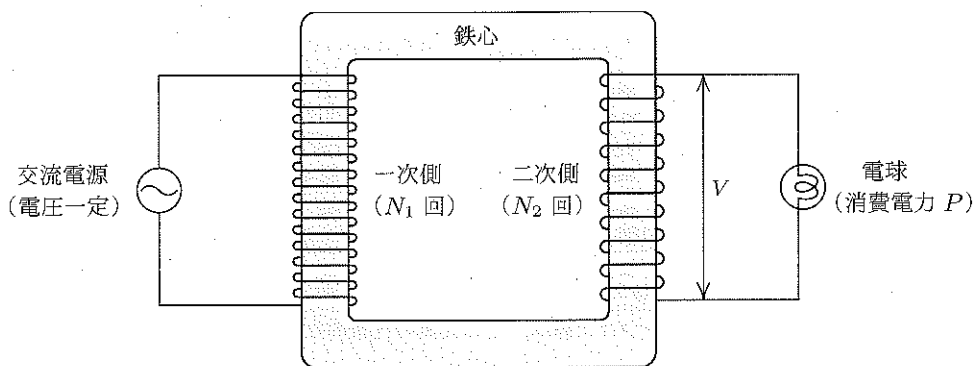 鉄心
交流電源
(電圧一定)
一次側
(N₁ 回)
二次側
(N₂ 回)
V
電球
(消費電力 P)